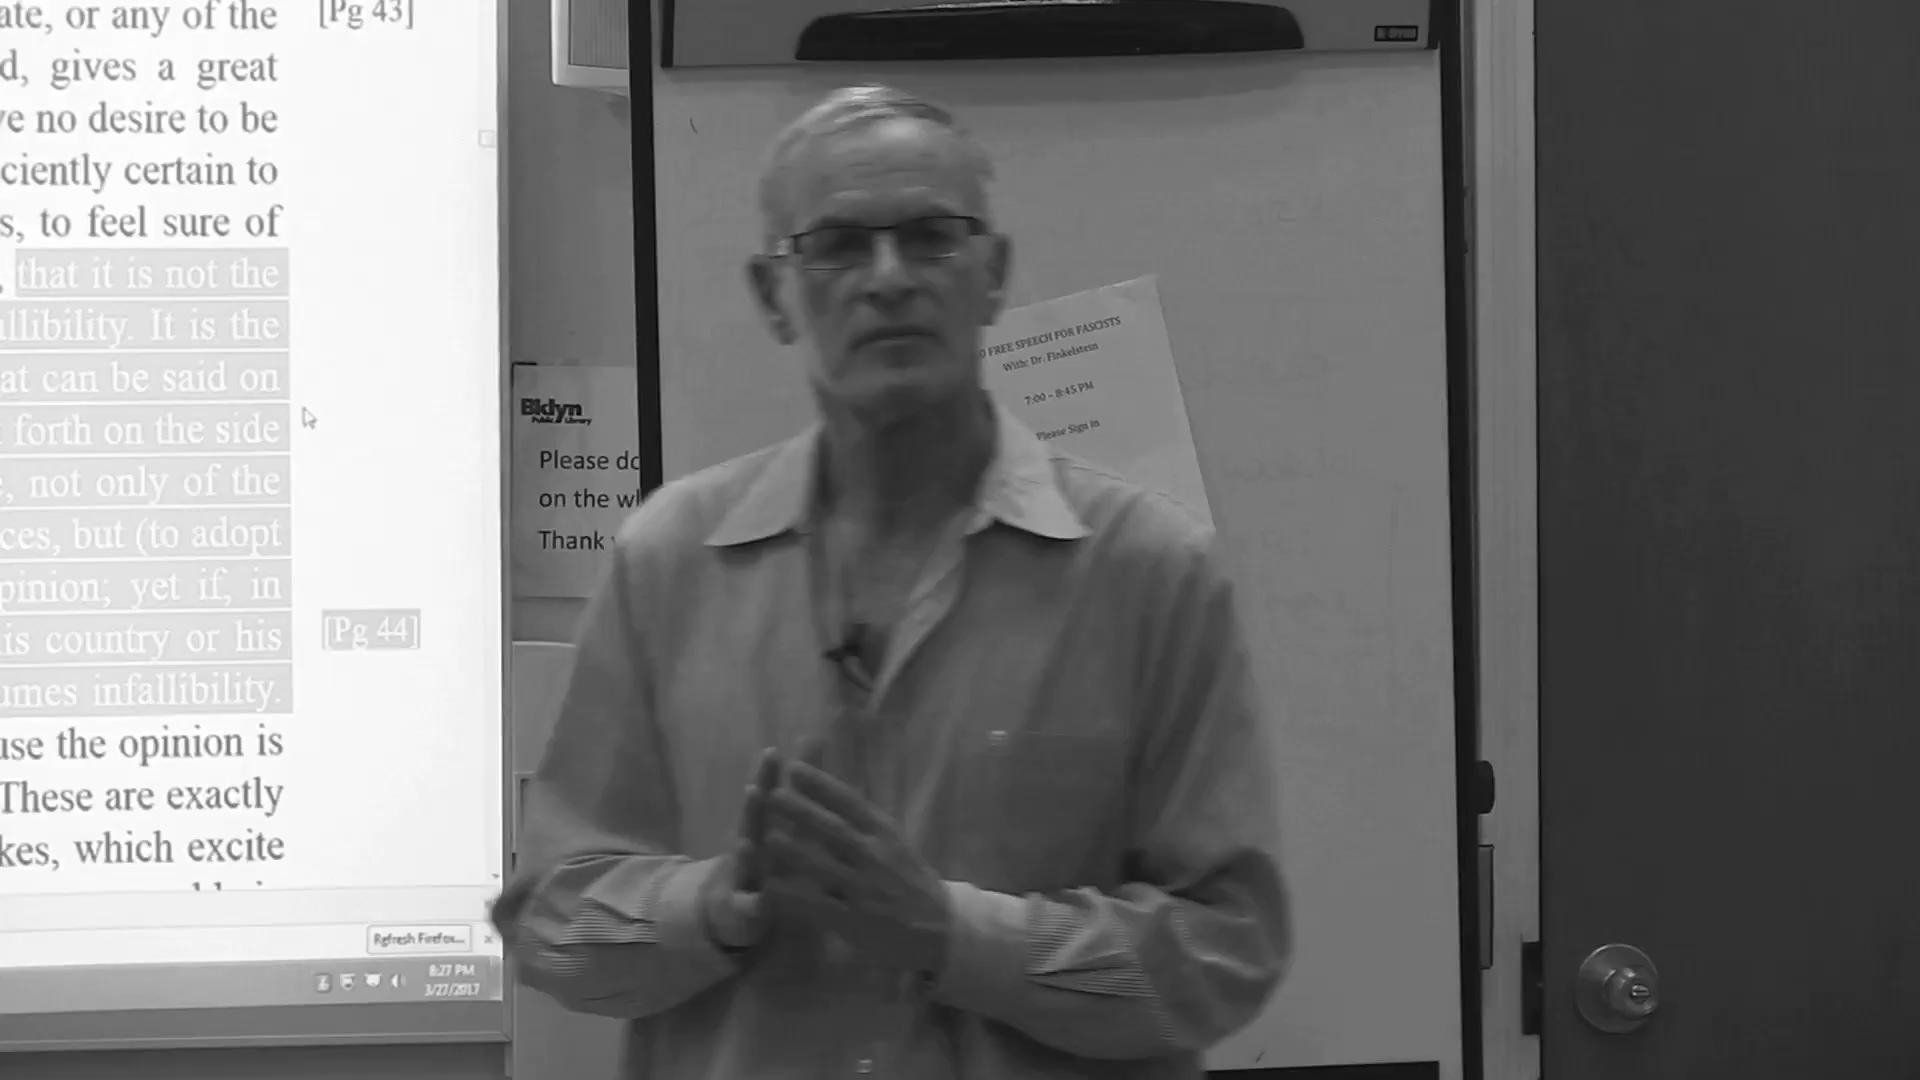 ate, or any of the [Pg 43]
d, gives a great
ve no desire to be
ciently certain to
s, to feel sure of
, that it is not the
llibility. It is the
at can be said on
forth on the side
, not only of the
ces, but (to adopt
pinion; yet if, in
is country or his [Pg 44]
umes infallibility.
use the opinion is
These are exactly
kes, which excite
Refresh Firefox...
8:27 PM
3/27/2017
Bklyn
Public Library
Please do
on the wh
Thank
O FREE SPEECH FOR FASCISTS
With: Dr. Finkelstein
7:00 – 8:45 PM
Please Sign in